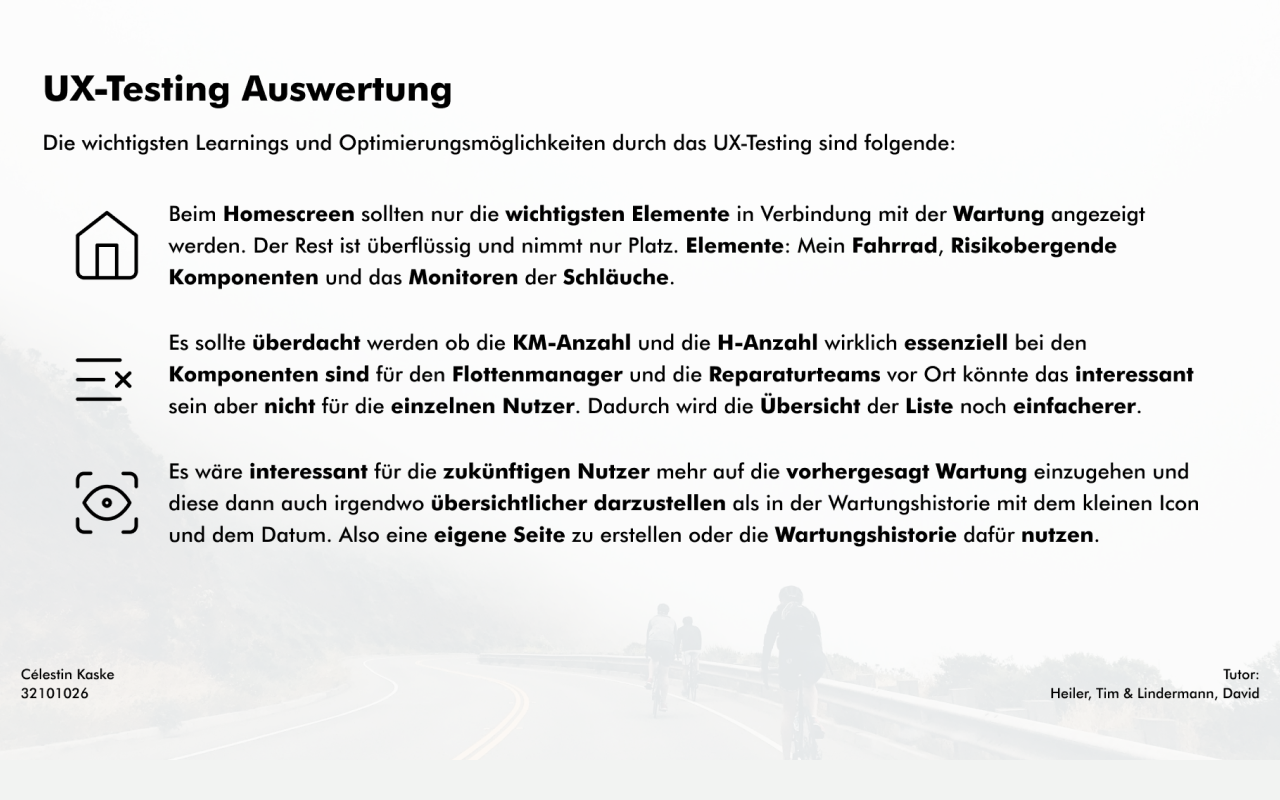 UX-Testing Auswertung
Die wichtigsten Learnings und Optimierungsmöglichkeiten durch das UX-Testing sind folgende:
Beim Homescreen sollten nur die wichtigsten Elemente in Verbindung mit der Wartung angezeigt
werden. Der Rest ist überflüssig und nimmt nur Platz. Elemente: Mein Fahrrad, Risikobergende
Komponenten und das Monitoren der Schläuche.
Es sollte überdacht werden ob die KM-Anzahl und die H-Anzahl wirklich essenziell bei den
Komponenten sind für den Flottenmanager und die Reparaturteams vor Ort könnte das interessant
sein aber nicht für die einzelnen Nutzer. Dadurch wird die Übersicht der Liste noch einfacherer.
Es wäre interessant für die zukünftigen Nutzer mehr auf die vorhergesagt Wartung einzugehen und
diese dann auch irgendwo übersichtlicher darzustellen als in der Wartungshistorie mit dem kleinen Icon
und dem Datum. Also eine eigene Seite zu erstellen oder die Wartungshistorie dafür nutzen.
Célestin Kaske
32101026
Tutor:
Heiler, Tim & Lindermann, David